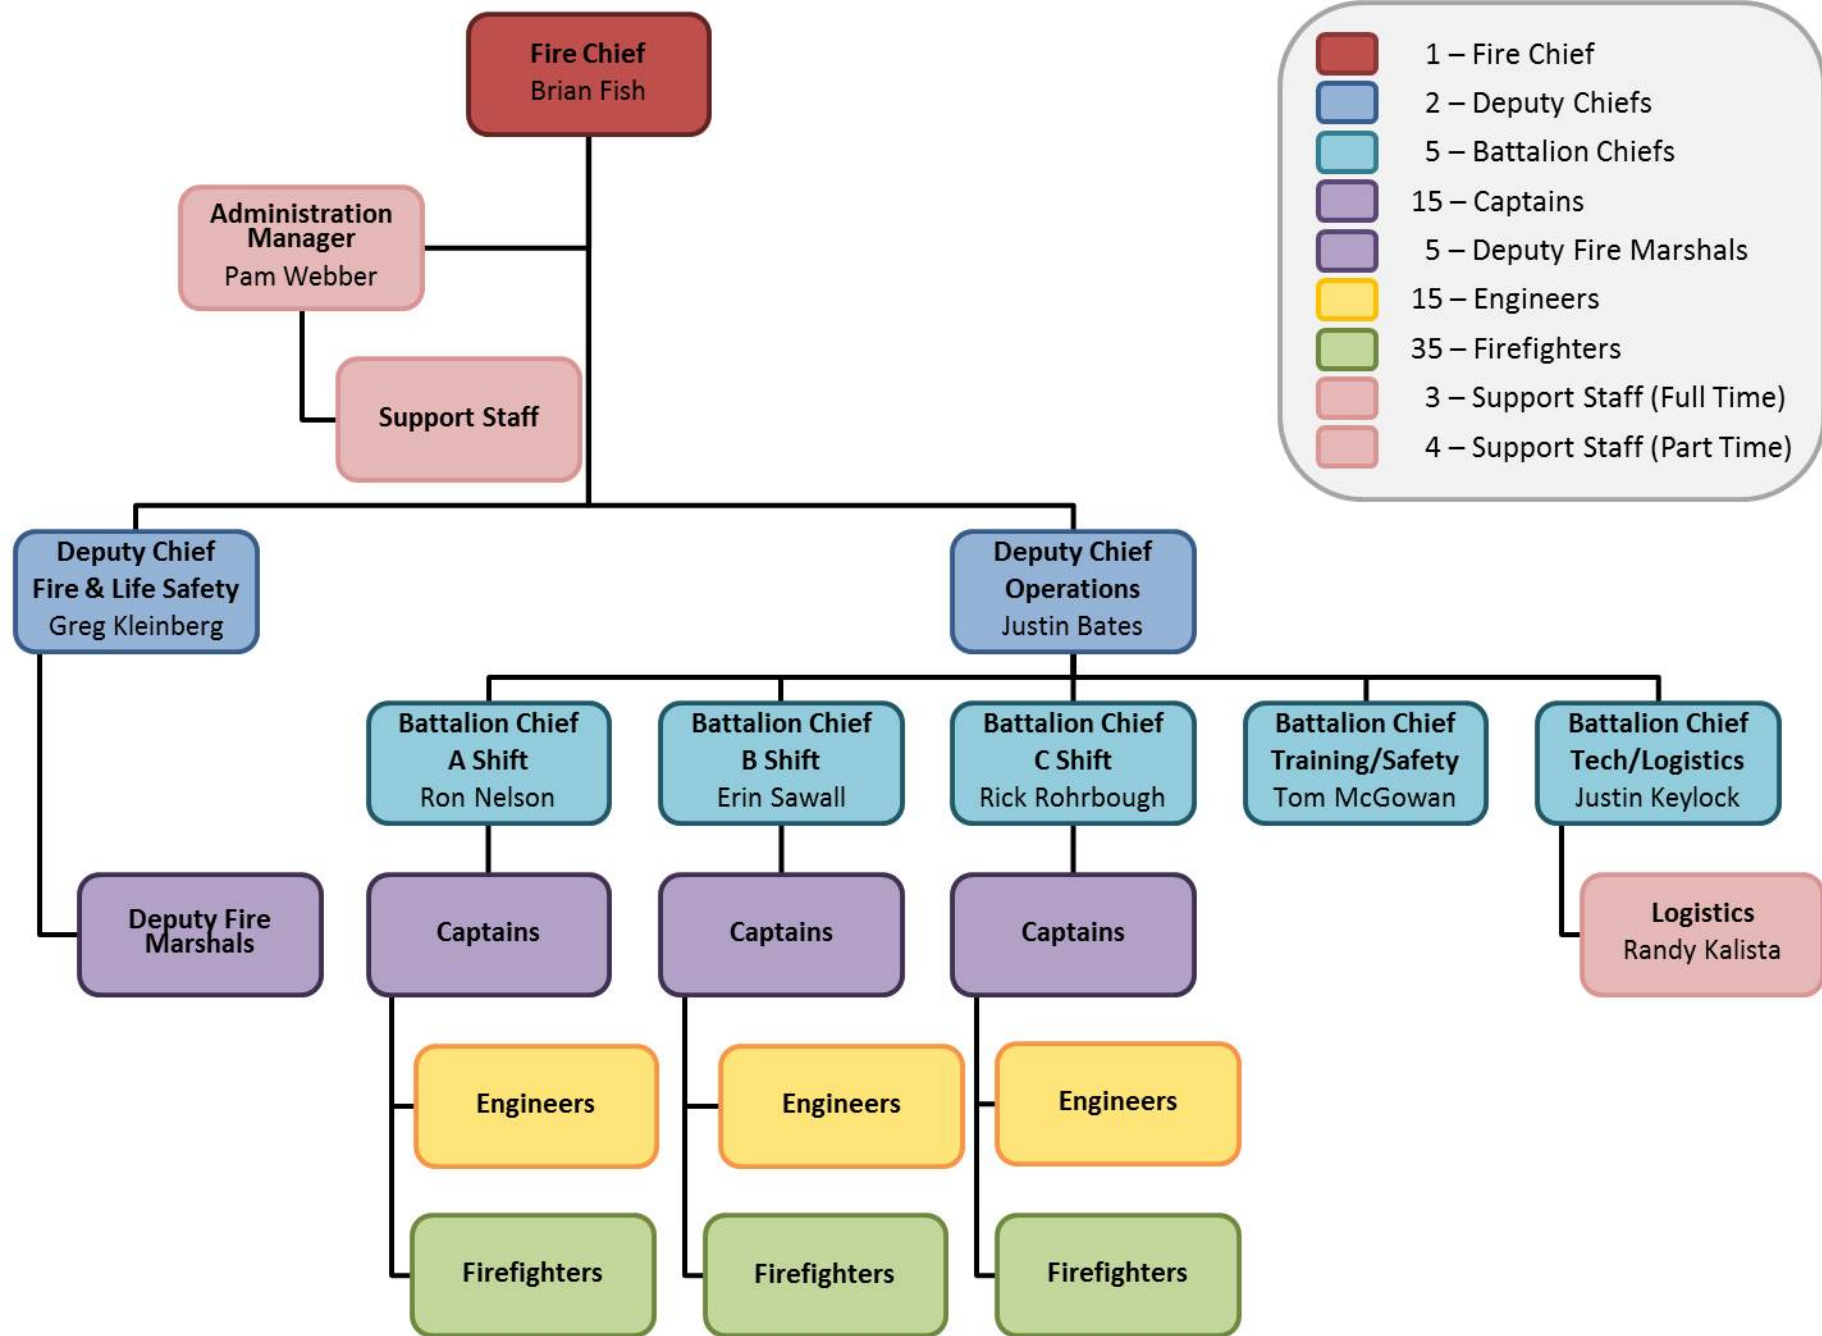 Fire Chief
Brian Fish
Administration
Manager
Pam Webber
Support Staff
1 – Fire Chief
2 – Deputy Chiefs
5 – Battalion Chiefs
15 – Captains
5 – Deputy Fire Marshals
15 – Engineers
35 – Firefighters
3 – Support Staff (Full Time)
4 – Support Staff (Part Time)
Deputy Chief
Fire & Life Safety
Greg Kleinberg
Deputy Chief
Operations
Justin Bates
Battalion Chief
A Shift
Ron Nelson
Battalion Chief
B Shift
Erin Sawall
Battalion Chief
C Shift
Rick Rohrbough
Battalion Chief
Training/Safety
Tom McGowan
Battalion Chief
Tech/Logistics
Justin Keylock
Deputy Fire
Marshals
Captains
Captains
Captains
Logistics
Randy Kalista
Engineers
Engineers
Engineers
Firefighters
Firefighters
Firefighters